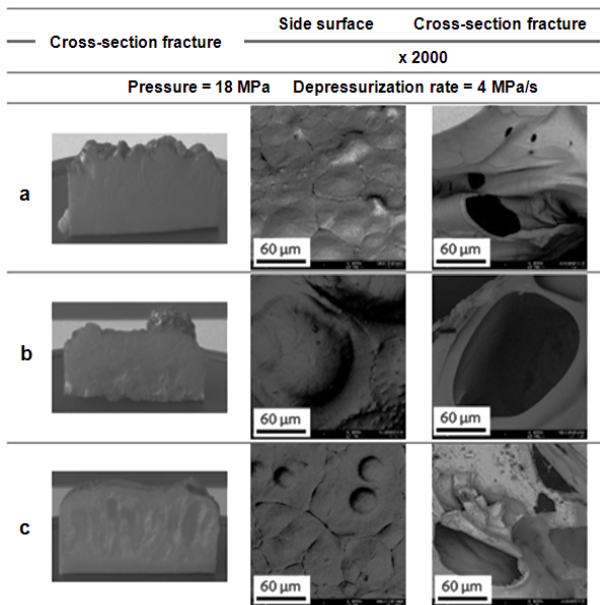 Cross-section fracture
Side surface
Cross-section fracture
x 2000
Pressure = 18 MPa Depressurization rate = 4 MPa/s
a
60 µm
60 µm
b
60 µm
60 µm
c
60 µm
60 µm